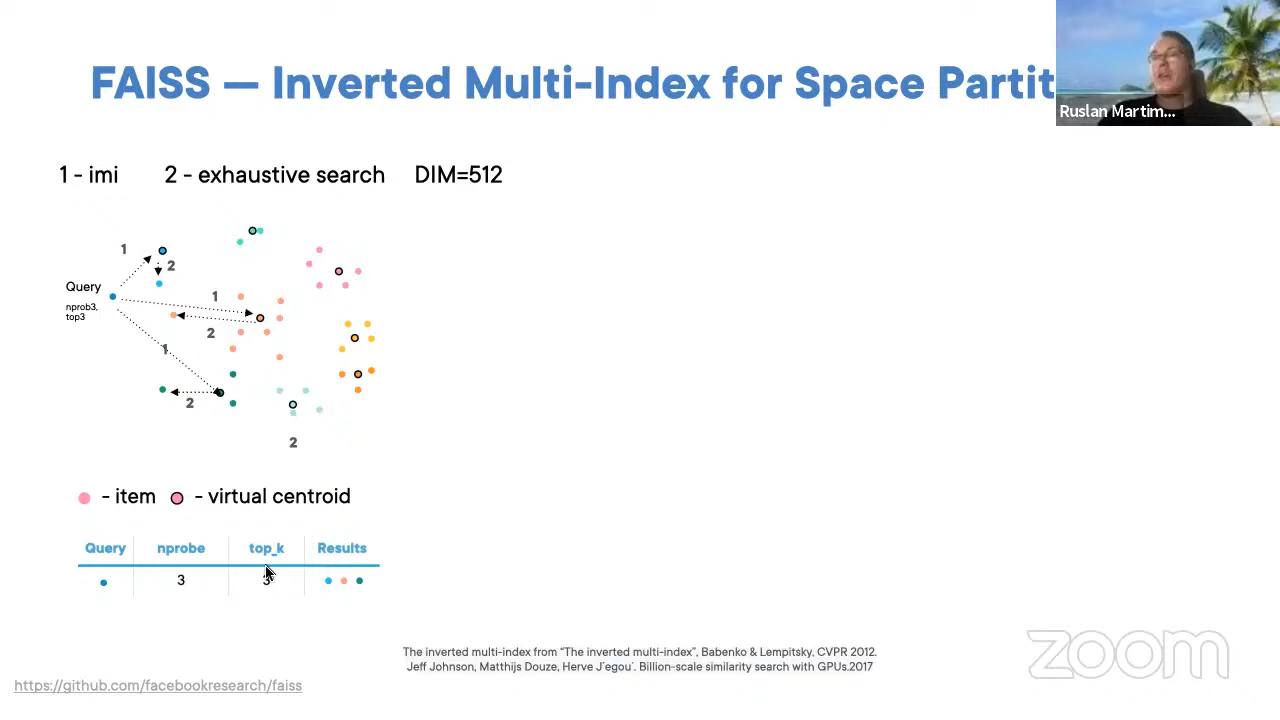 FAISS — Inverted Multi-Index for Space Partit
Ruslan Martim...
1 - imi 2 - exhaustive search DIM=512
1
2
Query
nprob3,
top3
1
2
1
2
2
- item - virtual centroid
Query nprobe top_k Results
3 3
The inverted multi-index from “The inverted multi-index”, Babenko & Lempitsky, CVPR 2012.
Jeff Johnson, Matthijs Douze, Herve J´egou´. Billion-scale similarity search with GPUs.2017
https://github.com/facebookresearch/faiss
zoom